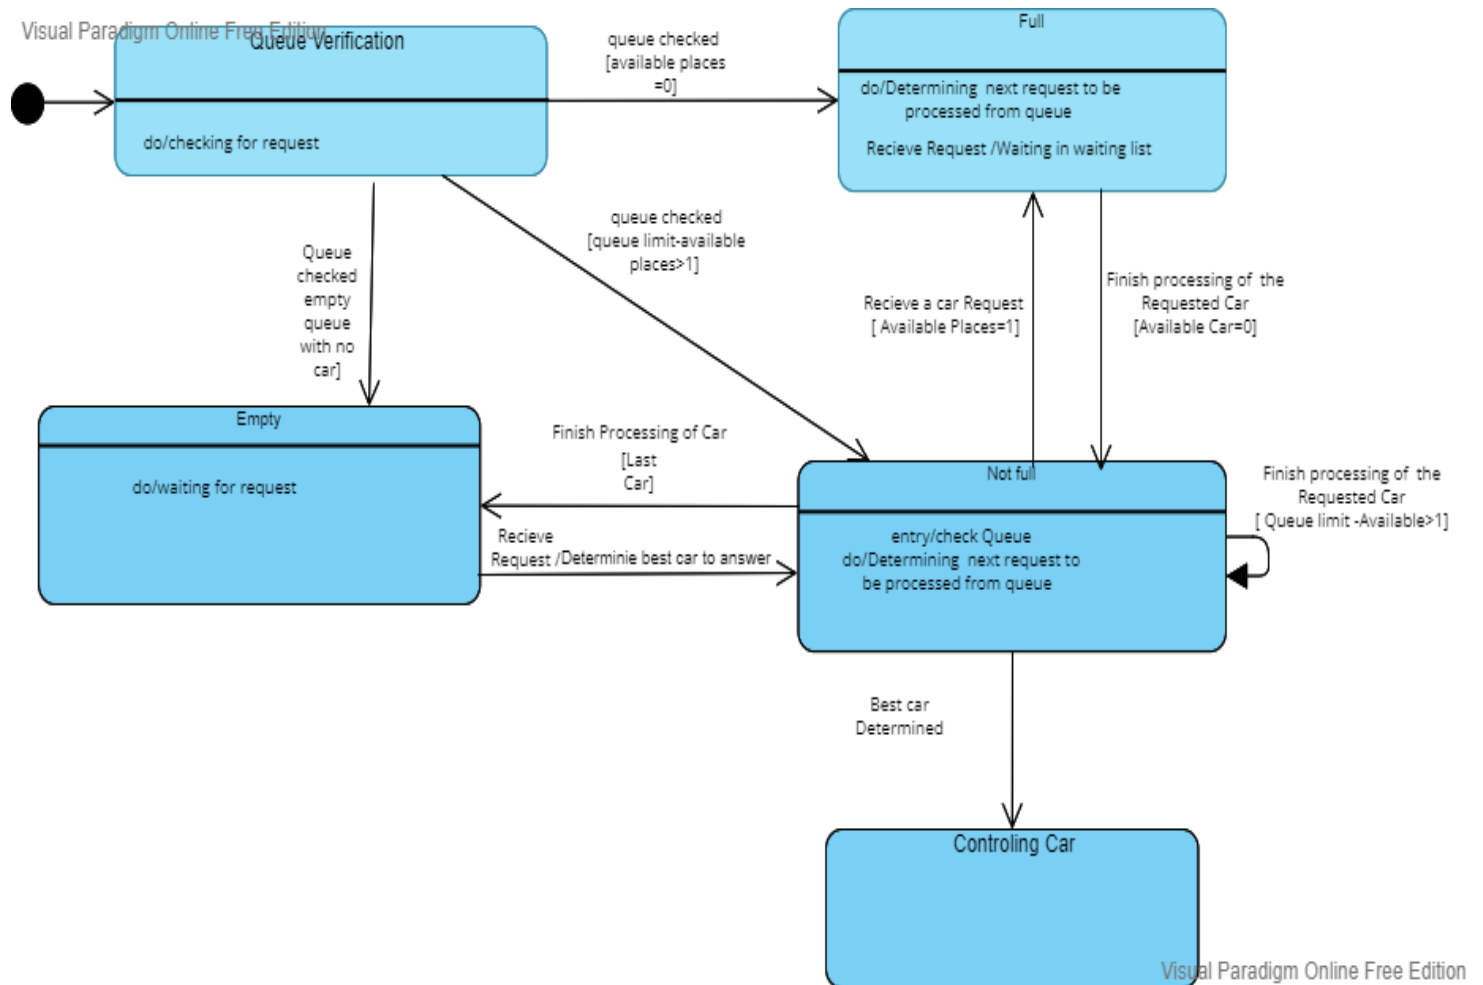 Visual Paradigm Online Free Edition
Queue Verification
do/checking for request
queue checked
[available places
=0]
Full
do/Determining next request to be
processed from queue
Recieve Request /Waiting in waiting list
Queue
checked
empty
queue
with no
car]
queue checked
[queue limit-available
places>1]
Recieve a car Request
[ Available Places=1]
Finish processing of the
Requested Car
[Available Car=0]
Empty
do/waiting for request
Finish Processing of Car
[Last
Car]
Recieve
Request /Determinie best car to answer
Not full
entry/check Queue
do/Determining next request to
be processed from queue
Finish processing of the
Requested Car
[ Queue limit -Available>1]
Best car
Determined
Controling Car
Visual Paradigm Online Free Edition